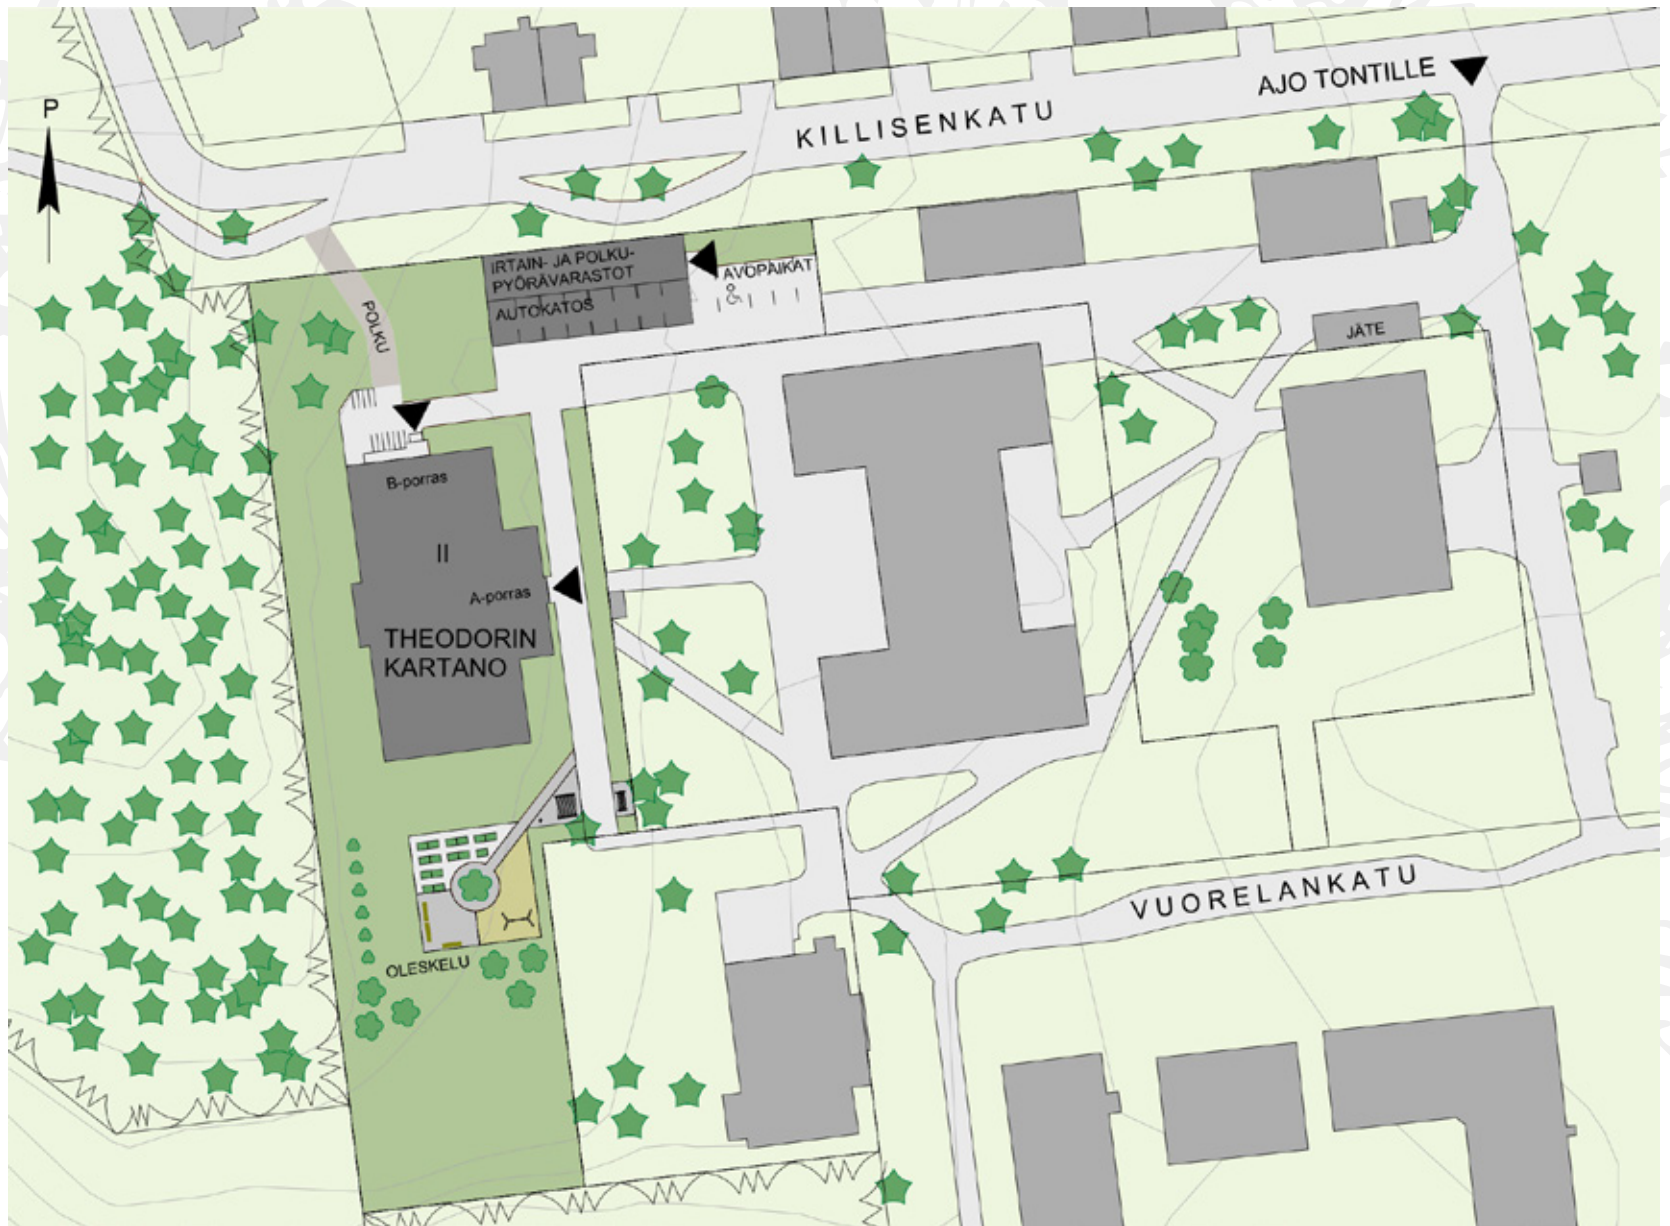 AJO TONTILLE
P
KILLISENKATU
IRTAIN- JA POLKU-
PYÖRÄVARASTOT
AUTOKATOS
AVOPAIKAT
POLKU
JÄTE
B-porras
II
A-porras
THEODORIN
KARTANO
VUORELANKATU
OLESKELU